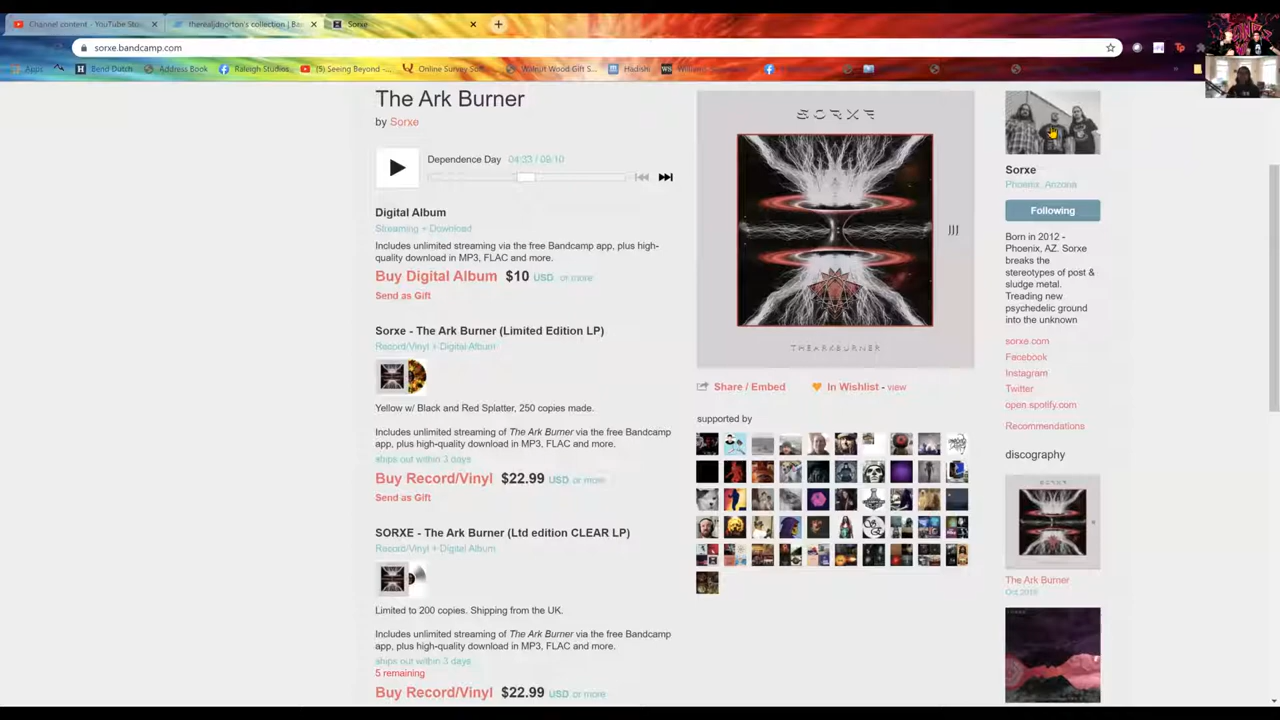 Channel content - YouTube Stu
therealjdnorton's collection | Ba
Sorxe
sorxe.bandcamp.com
Apps
Bend Dutch
Address Book
Raleigh Studios
(5) Seeing Beyond -...
Online Survey Sof...
Walnut Wood Gift S...
Hadishi
The Ark Burner
by Sorxe
Dependence Day 04:33 / 09:10
Digital Album
Streaming + Download
Includes unlimited streaming via the free Bandcamp app, plus high-
quality download in MP3, FLAC and more.
Buy Digital Album $10 USD or more
Send as Gift
Sorxe - The Ark Burner (Limited Edition LP)
Record/Vinyl + Digital Album
Yellow w/ Black and Red Splatter, 250 copies made.
Includes unlimited streaming of The Ark Burner via the free Bandcamp
app, plus high-quality download in MP3, FLAC and more.
ships out within 3 days
Buy Record/Vinyl $22.99 USD or more
Send as Gift
SORXE - The Ark Burner (Ltd edition CLEAR LP)
Record/Vinyl + Digital Album
Limited to 200 copies. Shipping from the UK.
Includes unlimited streaming of The Ark Burner via the free Bandcamp
app, plus high-quality download in MP3, FLAC and more.
ships out within 3 days
5 remaining
Buy Record/Vinyl $22.99 USD or more
SORXE
THEARKBURNER
Share / Embed
In Wishlist - view
supported by
Sorxe
Phoenix, Arizona
Following
Born in 2012 -
Phoenix, AZ. Sorxe
breaks the
stereotypes of post &
sludge metal.
Treading new
psychedelic ground
into the unknown
sorxe.com
Facebook
Instagram
Twitter
open.spotify.com
Recommendations
discography
The Ark Burner